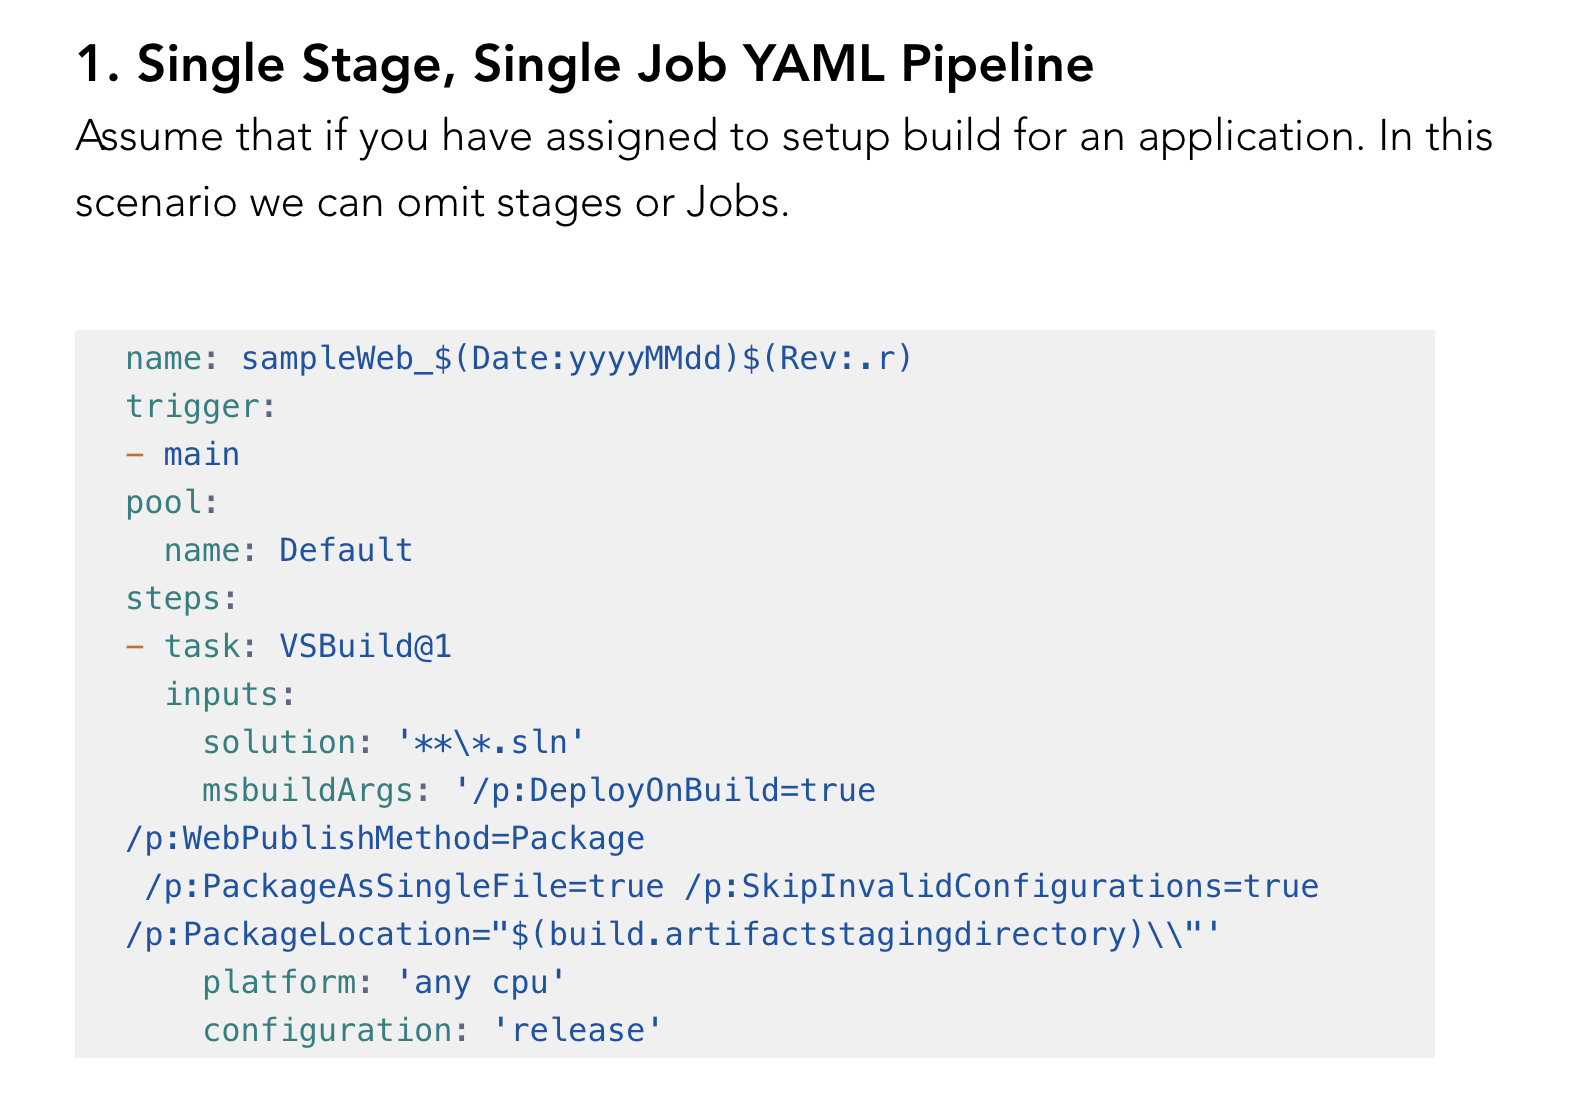 1. Single Stage, Single Job YAML Pipeline
Assume that if you have assigned to setup build for an application. In this
scenario we can omit stages or Jobs.
name: sampleWeb_$(Date:yyyyMMdd)$(Rev:.r)
trigger:
- main
pool:
  name: Default
steps:
- task: VSBuild@1
  inputs:
    solution: '**\*.sln'
    msbuildArgs: '/p:DeployOnBuild=true
/p:WebPublishMethod=Package
 /p:PackageAsSingleFile=true /p:SkipInvalidConfigurations=true
/p:PackageLocation="$(build.artifactstagingdirectory)\\"'
    platform: 'any cpu'
    configuration: 'release'